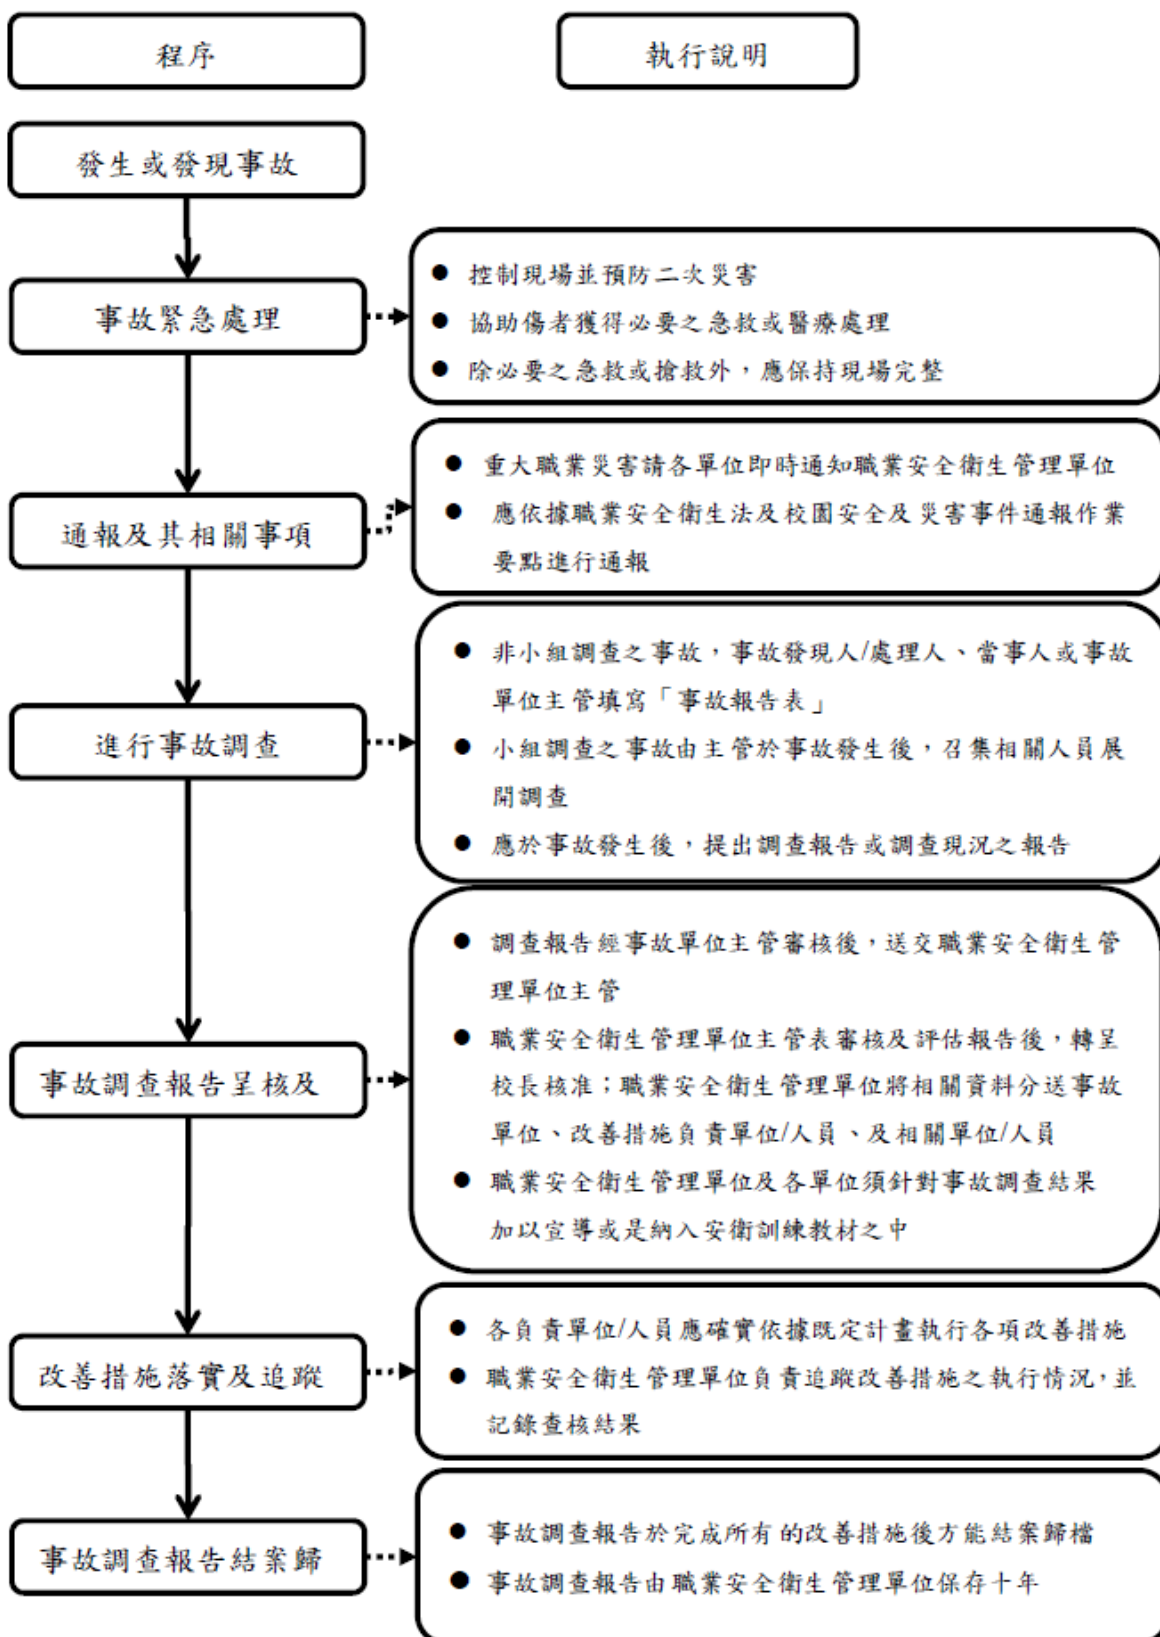 程序
執行說明
發生或發現事故
事故緊急處理
● 控制現場並預防二次災害
● 協助傷者獲得必要之急救或醫療處理
● 除必要之急救或搶救外，應保持現場完整
通報及其相關事項
● 重大職業災害請各單位即時通知職業安全衛生管理單位
● 應依據職業安全衛生法及校園安全及災害事件通報作業
要點進行通報
進行事故調查
● 非小組調查之事故，事故發現人/處理人、當事人或事故
單位主管填寫「事故報告表」
● 小組調查之事故由主管於事故發生後，召集相關人員展
開調查
● 應於事故發生後，提出調查報告或調查現況之報告
事故調查報告呈核及
● 調查報告經事故單位主管審核後，送交職業安全衛生管
理單位主管
● 職業安全衛生管理單位主管表審核及評估報告後，轉呈
校長核准；職業安全衛生管理單位將相關資料分送事故
單位、改善措施負責單位/人員、及相關單位/人員
● 職業安全衛生管理單位及各單位須針對事故調查結果
加以宣導或是納入安衛訓練教材之中
改善措施落實及追蹤
● 各負責單位/人員應確實依據既定計畫執行各項改善措施
● 職業安全衛生管理單位負責追蹤改善措施之執行情況，並
記錄查核結果
事故調查報告結案歸
● 事故調查報告於完成所有的改善措施後方能結案歸檔
● 事故調查報告由職業安全衛生管理單位保存十年